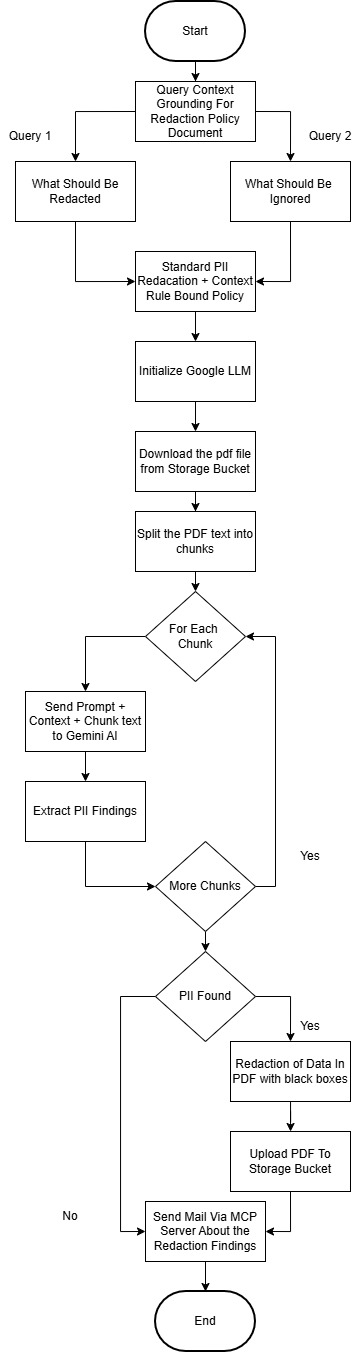 Start
Query Context
Grounding For
Redaction Policy
Document
Query 1
Query 2
What Should Be
Redacted
What Should Be
Ignored
Standard PII
Redacation + Context
Rule Bound Policy
Initialize Google LLM
Download the pdf file
from Storage Bucket
Split the PDF text into
chunks
For Each
Chunk
Send Prompt +
Context + Chunk text
to Gemini AI
Extract PII Findings
More Chunks
Yes
PII Found
Yes
Redaction of Data In
PDF with black boxes
Upload PDF To
Storage Bucket
No
Send Mail Via MCP
Server About the
Redaction Findings
End